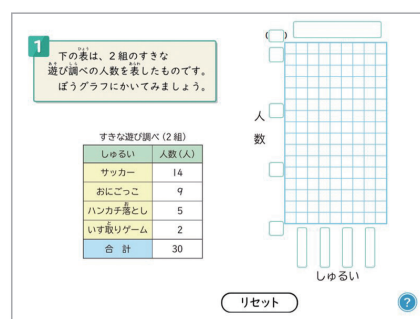 1
下の表は、2組のすきな
遊び調べの人数を表したものです。
ぼうグラフにかいてみましょう。
すきな遊び調べ(2組)
しゅるい 人数(人)
サッカー 14
おにごっこ 9
ハンカチ落とし 5
いす取りゲーム 2
合計 30
( )
人
数
しゅるい
リセット
?